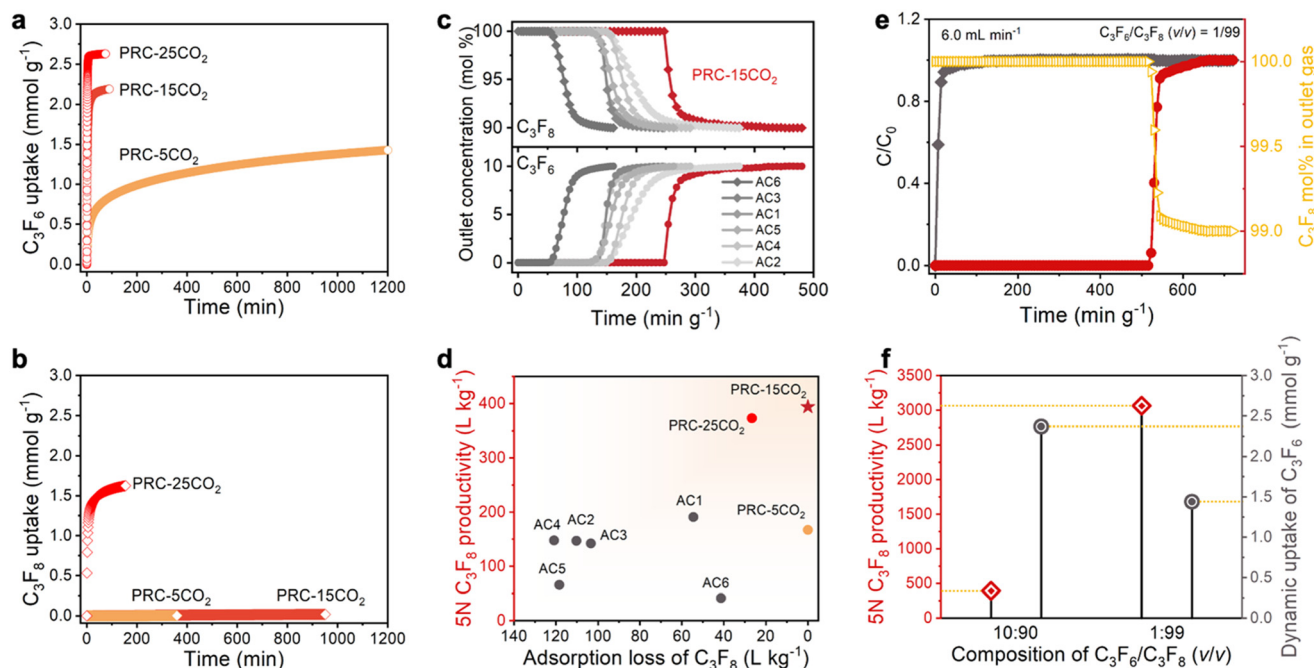 a
C₃F₆ uptake (mmol g⁻¹)
3.0
2.5
2.0
1.5
1.0
0.5
0.0
PRC-25CO₂
PRC-15CO₂
PRC-5CO₂
0 200 400 600 800 1000 1200
Time (min)
b
C₃F₈ uptake (mmol g⁻¹)
3.0
2.5
2.0
1.5
1.0
0.5
0.0
PRC-25CO₂
PRC-5CO₂ PRC-15CO₂
0 200 400 600 800 1000 1200
Time (min)
c
Outlet concentration (mol %)
100
95
90
10
5
0
PRC-15CO₂
C₃F₈
C₃F₆
AC6
AC3
AC1
AC5
AC4
AC2
0 100 200 300 400 500
Time (min g⁻¹)
d
5N C₃F₈ productivity (L kg⁻¹)
400
300
200
150
100
50
0
PRC-15CO₂
PRC-25CO₂
AC1
PRC-5CO₂
AC4 AC2
AC3
AC5
AC6
140 120 100 80 60 40 20 0
Adsorption loss of C₃F₈ (L kg⁻¹)
e
C/C₀
1.2
0.8
0.4
0.0
6.0 mL min⁻¹ C₃F₆/C₃F₈ (v/v) = 1/99
100.0
99.5
99.0
C₃F₈ mol% in outlet gas
0 200 400 600
Time (min g⁻¹)
f
5N C₃F₈ productivity (L kg⁻¹)
3500
3000
2500
2000
1500
1000
500
0
3.0
2.5
2.0
1.5
1.0
0.5
0.0
Dynamic uptake of C₃F₆ (mmol g⁻¹)
10:90 1:99
Composition of C₃F₆/C₃F₈ (v/v)